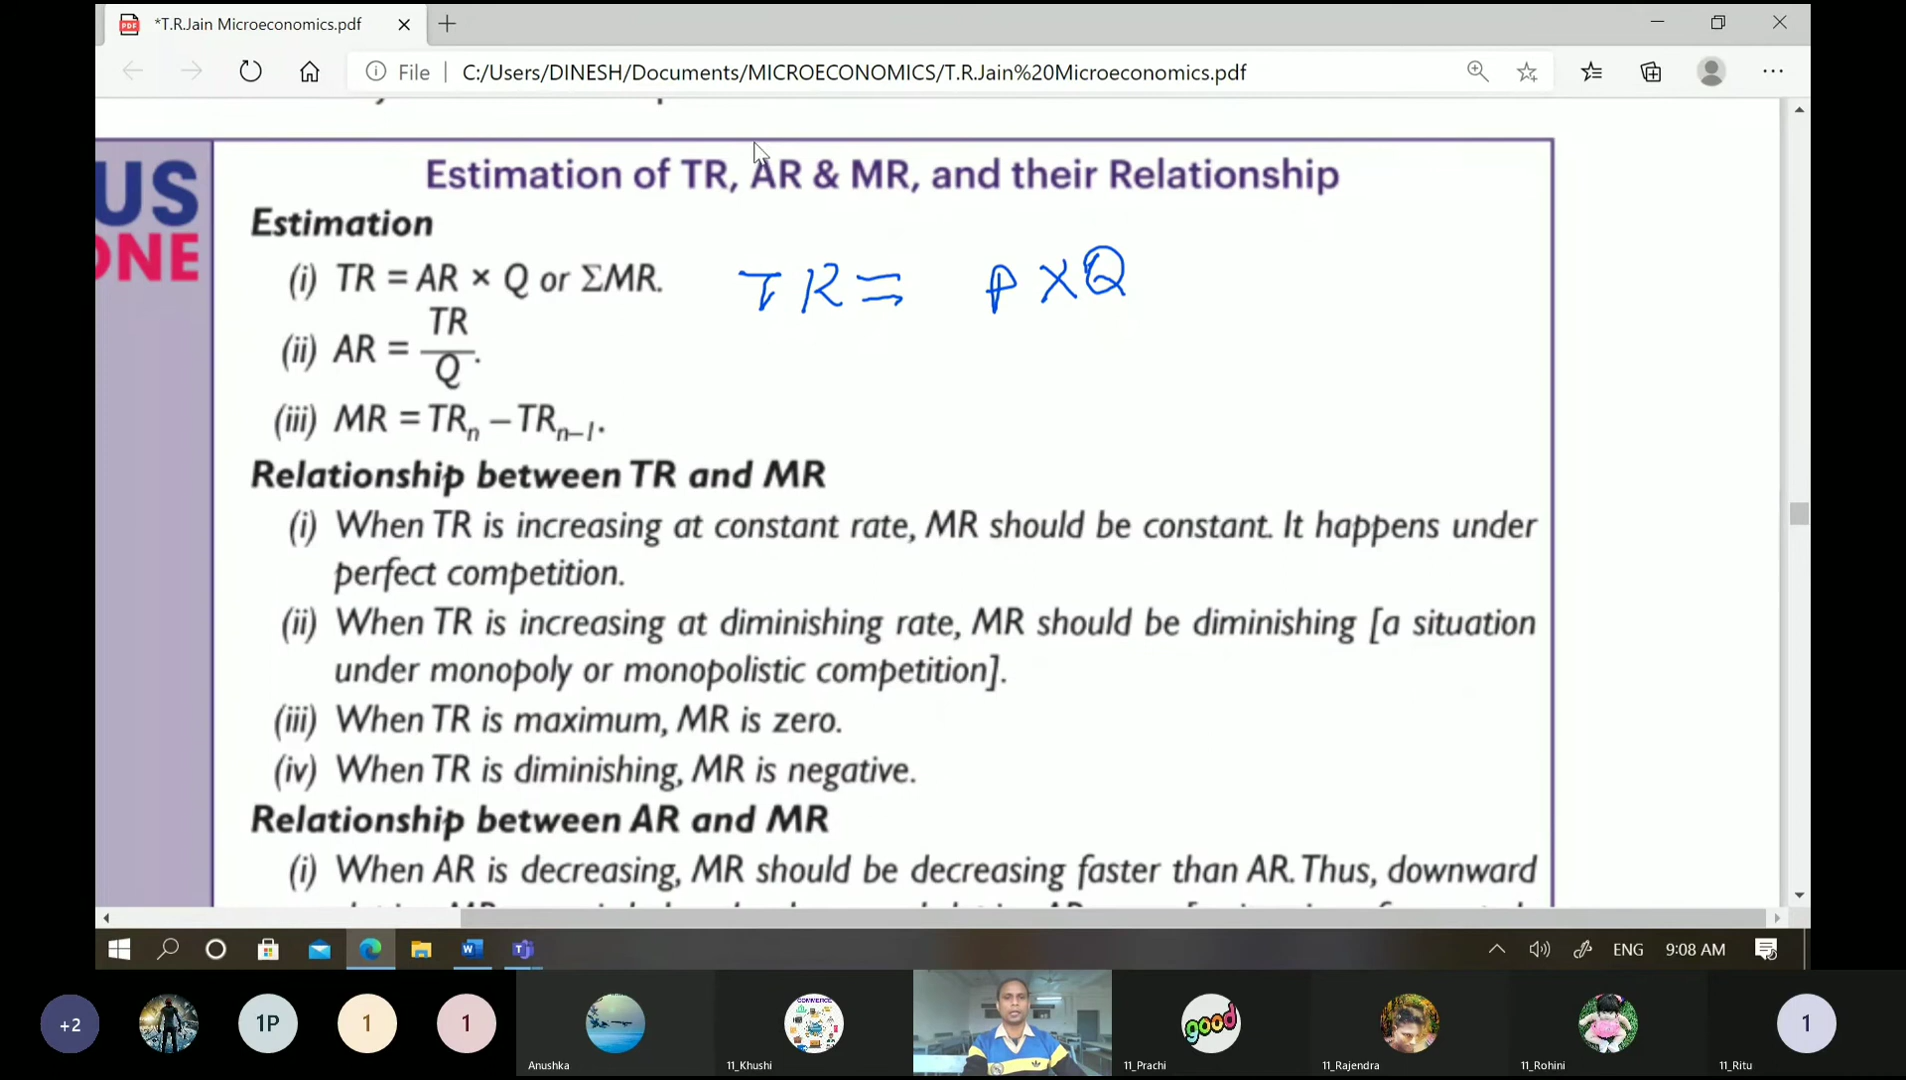 *T.R.Jain Microeconomics.pdf
File C:/Users/DINESH/Documents/MICROECONOMICS/T.R.Jain%20Microeconomics.pdf
US
ONE
Estimation of TR, AR & MR, and their Relationship
Estimation
(i) TR = AR × Q or ΣMR. TR = P X Q
(ii) AR = TR/Q.
(iii) MR = TRn – TRn–1.
Relationship between TR and MR
(i) When TR is increasing at constant rate, MR should be constant. It happens under
perfect competition.
(ii) When TR is increasing at diminishing rate, MR should be diminishing [a situation
under monopoly or monopolistic competition].
(iii) When TR is maximum, MR is zero.
(iv) When TR is diminishing, MR is negative.
Relationship between AR and MR
(i) When AR is decreasing, MR should be decreasing faster than AR. Thus, downward
ENG 9:08 AM
+2 1P 1 1 COMMERCE good 1
Anushka 11_Khushi 11_Prachi 11_Rajendra 11_Rohini 11_Ritu